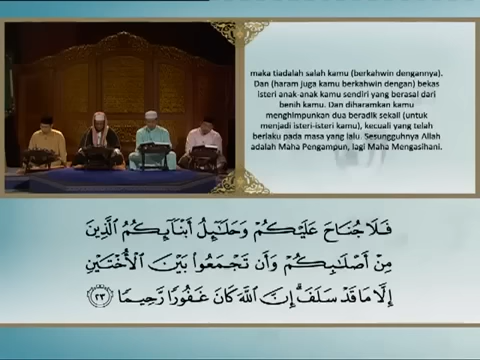 maka tiadalah salah kamu (berkahwin dengannya).
Dan (haram juga kamu berkahwin dengan) bekas
isteri anak-anak kamu sendiri yang berasal dari
benih kamu. Dan diharamkan kamu
menghimpunkan dua beradik sekali (untuk
menjadi isteri-isteri kamu), kecuali yang telah
berlaku pada masa yang lalu. Sesungguhnya Allah
adalah Maha Pengampun, lagi Maha Mengasihani.
فَلَا جُنَاحَ عَلَيْكُمْ وَحَلَٰٓئِلُ أَبْنَآئِكُمُ ٱلَّذِينَ
مِنْ أَصْلَٰبِكُمْ وَأَن تَجْمَعُوا۟ بَيْنَ ٱلْأُخْتَيْنِ
إِلَّا مَا قَدْ سَلَفَ ۗ إِنَّ ٱللَّهَ كَانَ غَفُورًا رَّحِيمًا ٢٣